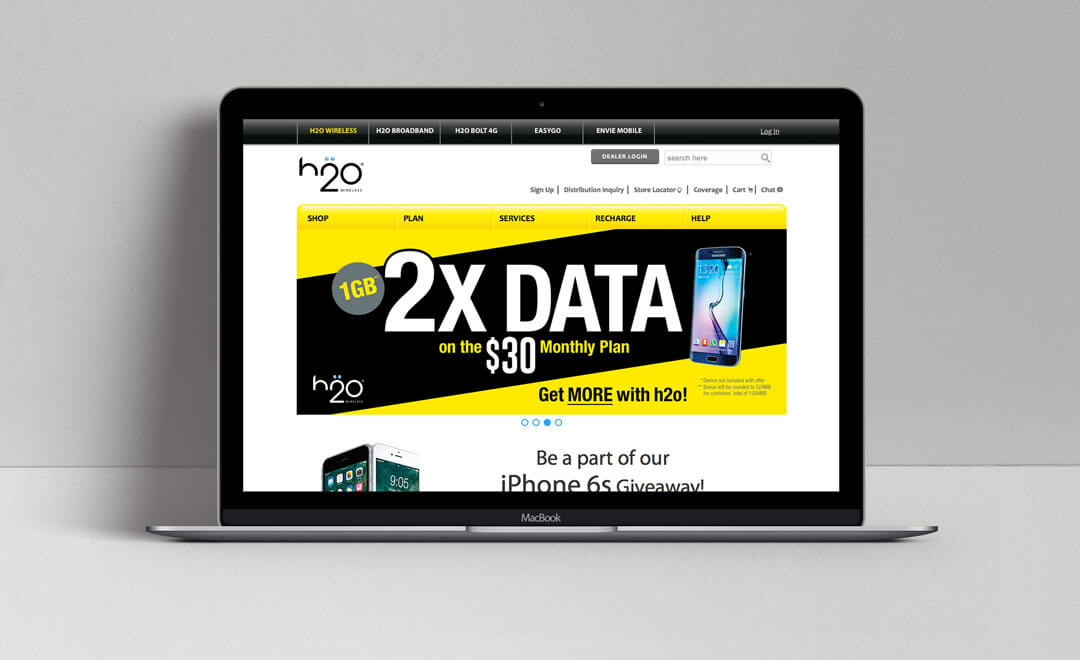 H2O WIRELESS
H2O BROADBAND
H2O BOLT 4G
EASYGO
ENVIE MOBILE
Log In
DEALER LOGIN
search here
h2o
WIRELESS
Sign Up | Distribution Inquiry | Store Locator | Coverage | Cart | Chat
SHOP
PLAN
SERVICES
RECHARGE
HELP
1GB**
2X DATA
on the $30 Monthly Plan
SAMSUNG
13 20
h2o
WIRELESS
Get MORE with h2o!
* Device not included with offer
** Bonus will be rounded to 524MB
for combined total of 1024MB
9:05
Be a part of our
iPhone 6s Giveaway!
MacBook